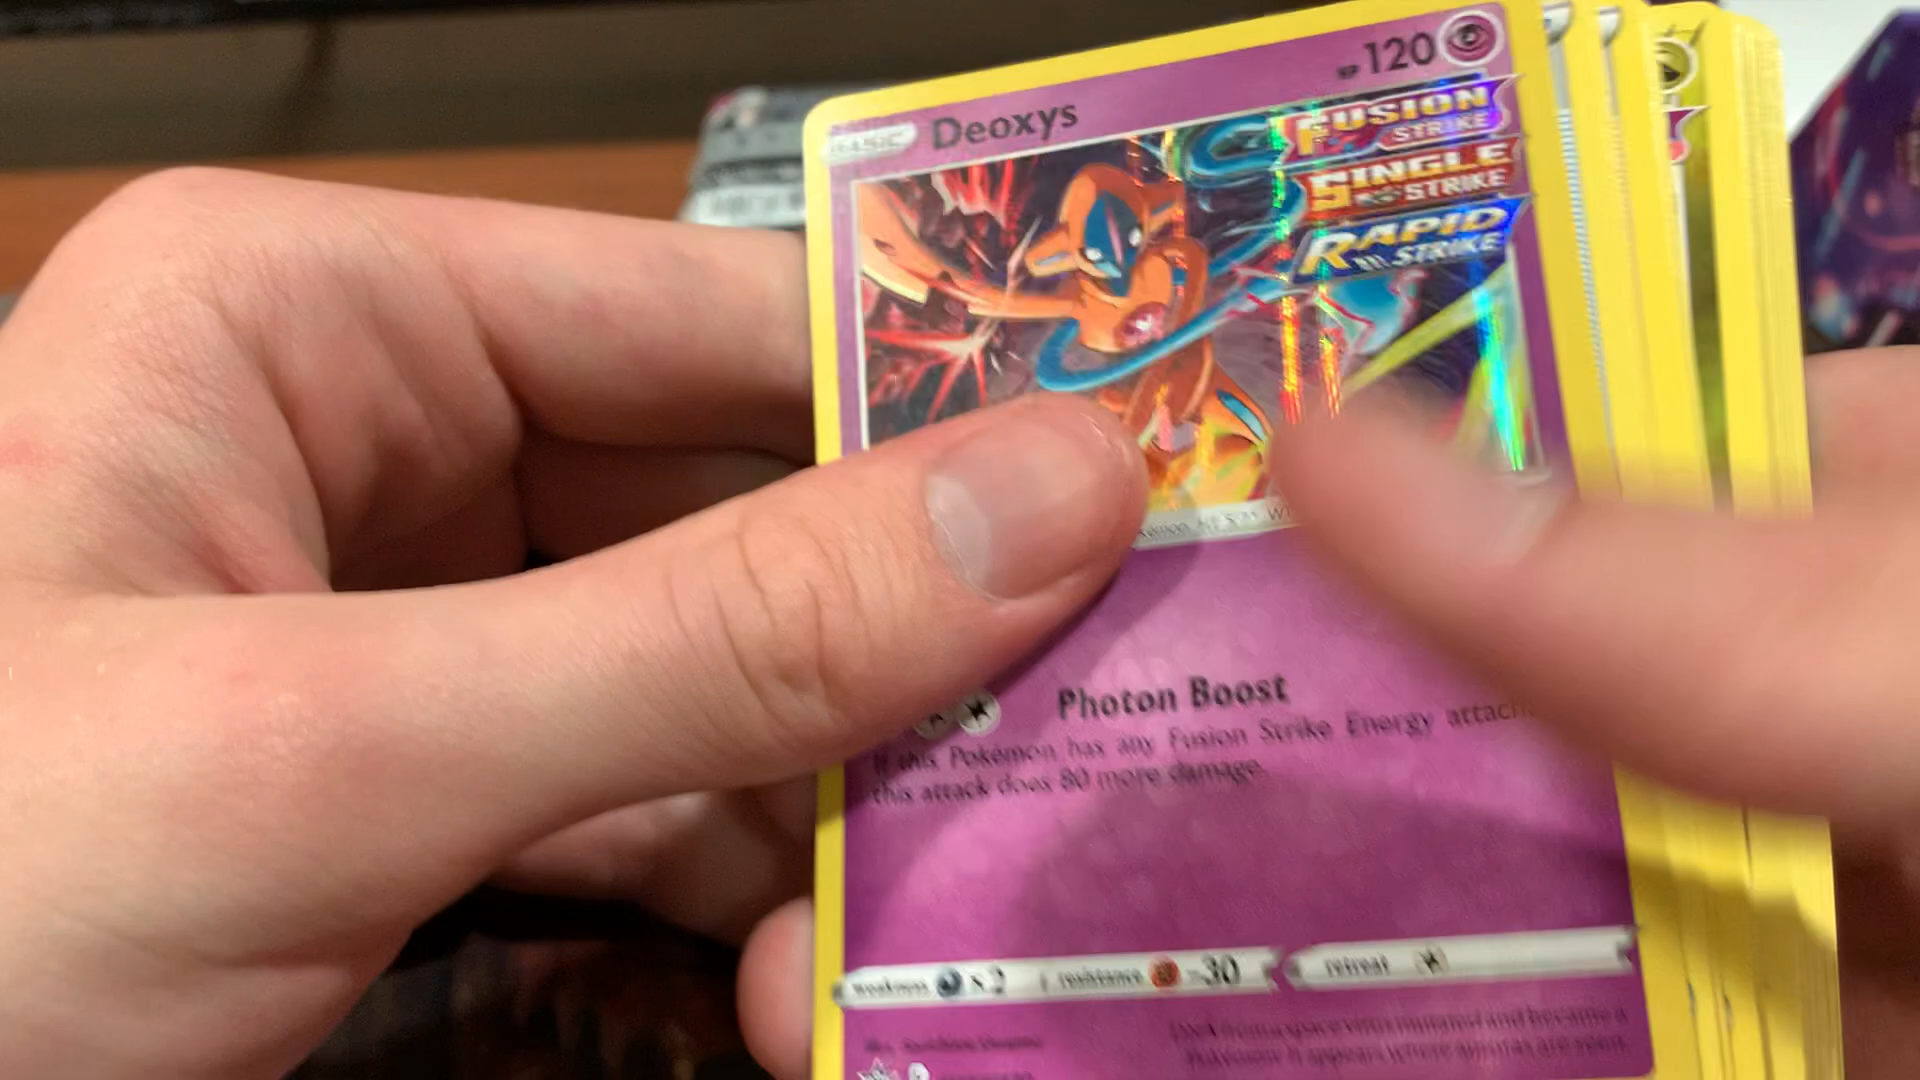 BASIC
Deoxys
HP 120
FUSION
STRIKE
SINGLE
STRIKE
RAPID
STRIKE
Photon Boost
If this Pokémon has any Fusion Strike Energy
this attack does 80 more damage.
weakness ×2 resistance -30 retreat